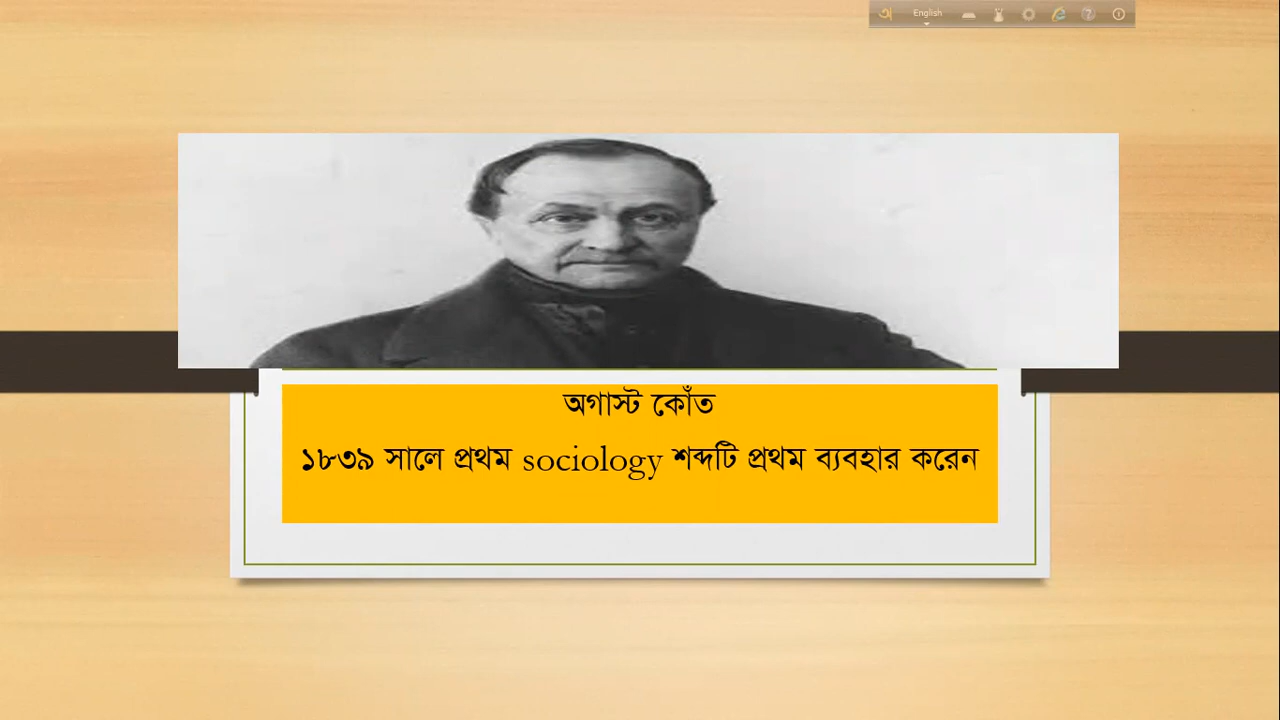 অ English
অগাস্ট কোঁত
১৮৩৯ সালে প্রথম sociology শব্দটি প্রথম ব্যবহার করেন